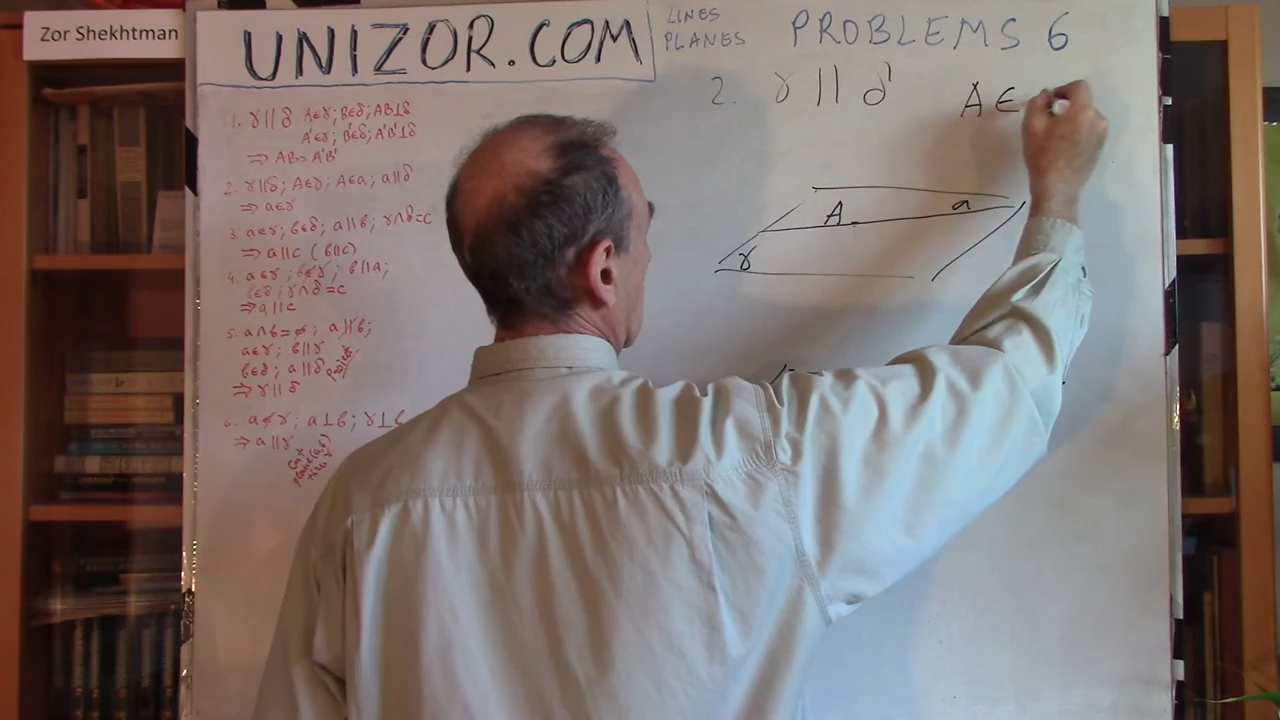 Zor Shekhtman
UNIZOR.COM
LINES
PLANES
PROBLEMS 6
1. γ || δ A∈γ; B∈δ; AB⊥δ
A'∈γ; B'∈δ; A'B'⊥δ
⇒ AB = A'B'
2. γ||δ; A∈γ; A∈a; a||δ
⇒ a∈γ
3. a∈γ; b∈δ; a||b; γ∩δ=c
⇒ a||c (b||c)
4. a∈γ; b∉γ; b||a;
b∈δ; γ∩δ=c
⇒ a||c
5. a∩b=ø; a∦b;
a∈γ; b||γ
b∈δ; a||δ
⇒ γ||δ
6. a∉γ; a⊥b; γ⊥b
⇒ a||γ
2. γ || δ
A ∈
A
a
γ